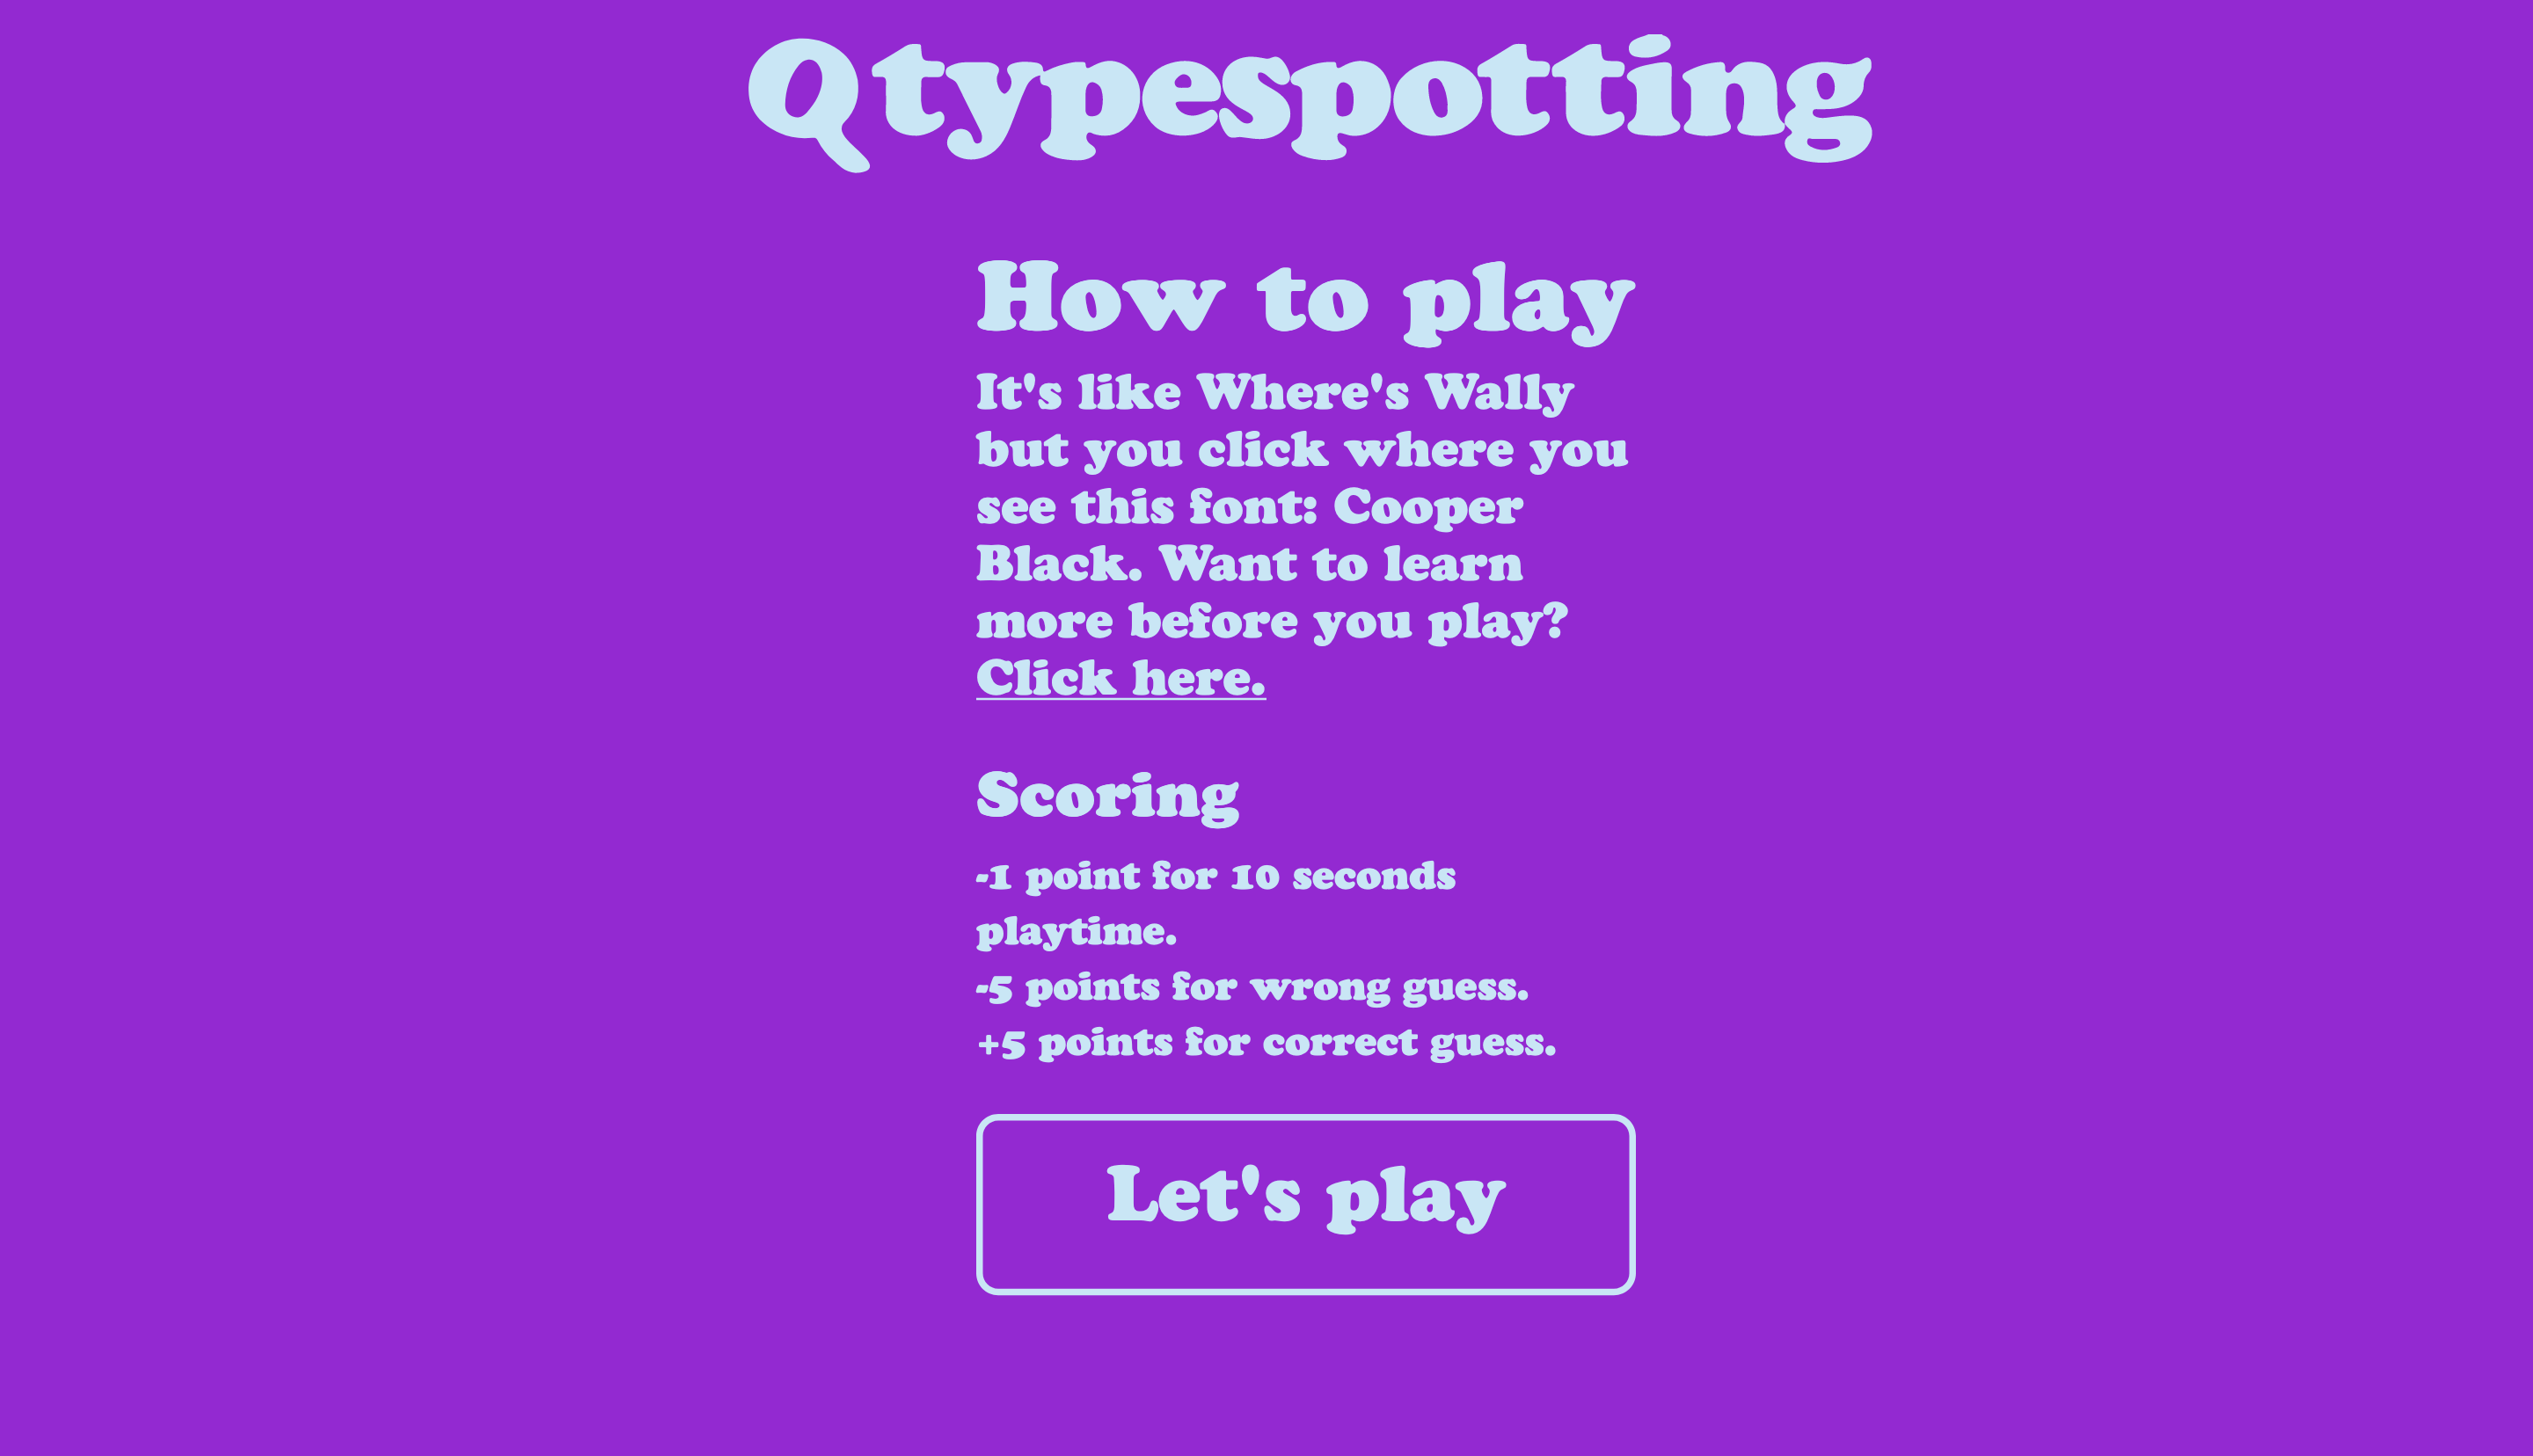 Qtypespotting
How to play
It's like Where's Wally
but you click where you
see this font: Cooper
Black. Want to learn
more before you play?
Click here.
Scoring
-1 point for 10 seconds
playtime.
-5 points for wrong guess.
+5 points for correct guess.
Let's play